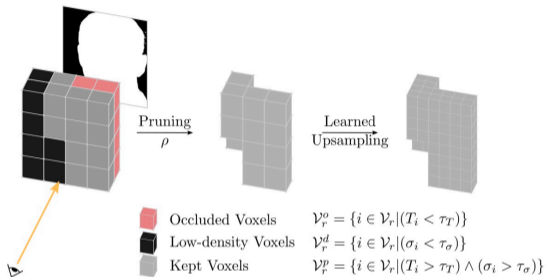 Pruning
ρ
Learned
Upsampling
Occluded Voxels
𝒱ᵣᵒ = {i ∈ 𝒱ᵣ|(Tᵢ < τ_T)}
Low-density Voxels
𝒱ᵣᵈ = {i ∈ 𝒱ᵣ|(σᵢ < τ_σ)}
Kept Voxels
𝒱ᵣᵖ = {i ∈ 𝒱ᵣ|(Tᵢ > τ_T) ∧ (σᵢ > τ_σ)}